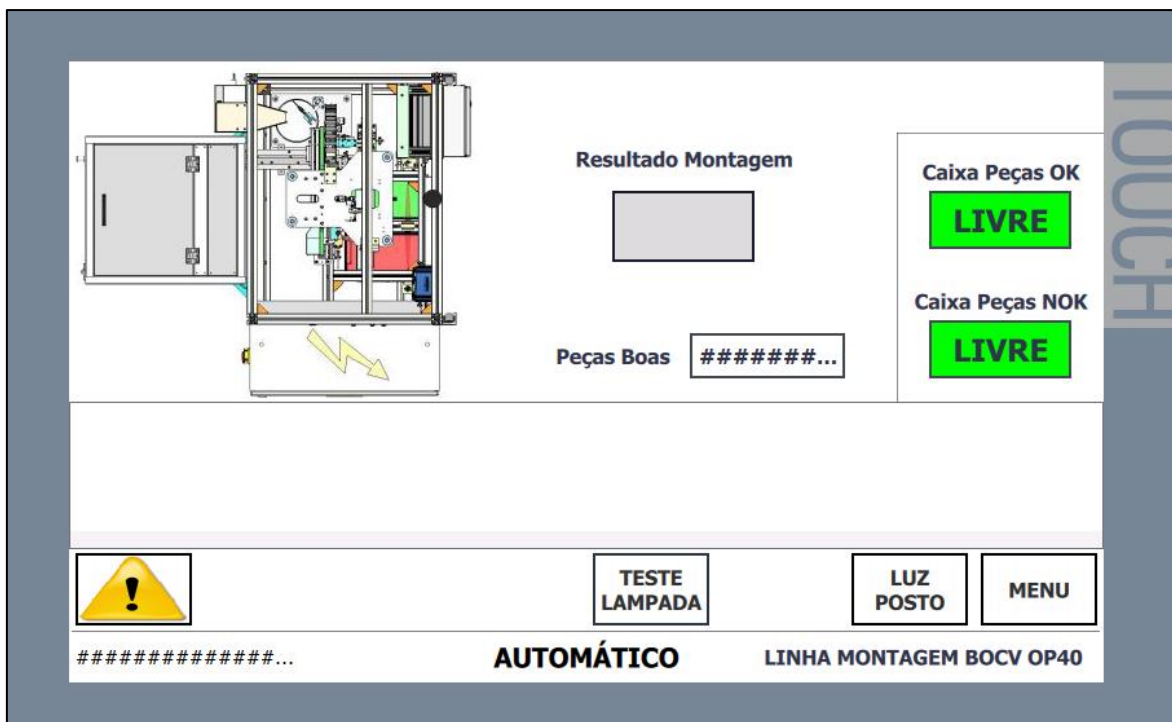 TOUCH
Resultado Montagem
Caixa Peças OK
LIVRE
Caixa Peças NOK
LIVRE
Peças Boas
#######...
!
TESTE
LAMPADA
LUZ
POSTO
MENU
##############...
AUTOMÁTICO
LINHA MONTAGEM BOCV OP40